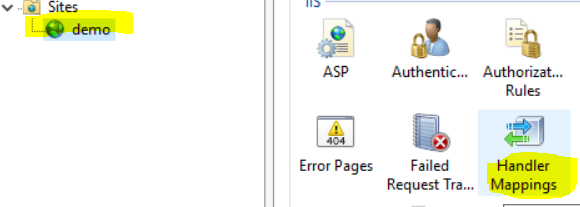 Sites
demo
IIS
ASP
Authentic...
Authorizat...
Rules
404
Error Pages
Failed
Request Tra...
Handler
Mappings